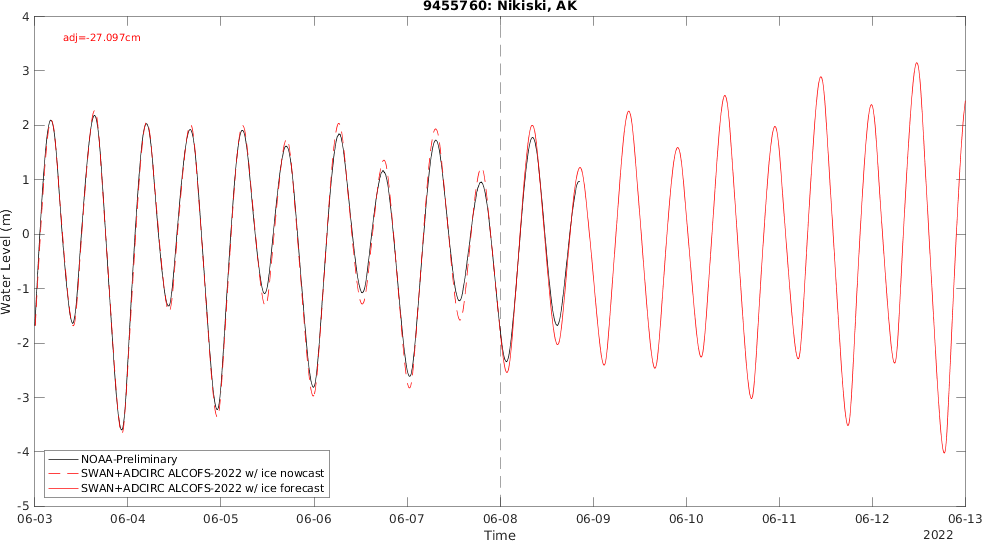 9455760: Nikiski, AK
adj=-27.097cm
4
3
2
1
0
-1
-2
-3
-4
-5
Water Level (m)
NOAA-Preliminary
SWAN+ADCIRC ALCOFS-2022 w/ ice nowcast
SWAN+ADCIRC ALCOFS-2022 w/ ice forecast
06-03 06-04 06-05 06-06 06-07 06-08 06-09 06-10 06-11 06-12 06-13
Time
2022